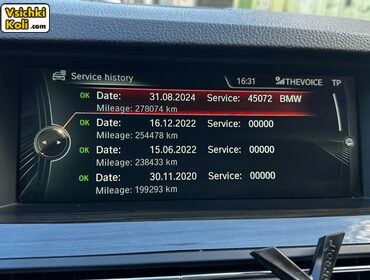 Vsichki
Koli.com
Service history
16:31
THEVOICE
TP
OK Date: 31.08.2024 Service: 45072 BMW
Mileage: 278074 km
OK Date: 16.12.2022 Service: 00000
Mileage: 254478 km
OK Date: 15.06.2022 Service: 00000
Mileage: 238433 km
OK Date: 30.11.2020 Service: 00000
Mileage: 199293 km